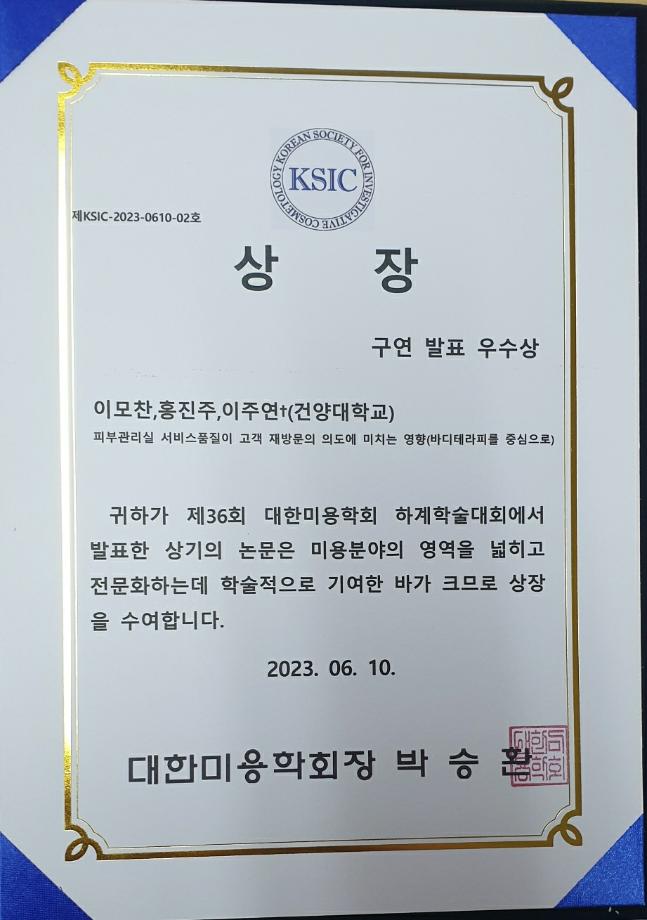 KOREAN SOCIETY FOR INVESTIGATIVE COSMETOLOGY
KSIC
제KSIC-2023-0610-02호
상 장
구연 발표 우수상
이모찬,홍진주,이주연†(건양대학교)
피부관리실 서비스품질이 고객 재방문의 의도에 미치는 영향(바디테라피를 중심으로)
귀하가 제36회 대한미용학회 하계학술대회에서
발표한 상기의 논문은 미용분야의 영역을 넓히고
전문화하는데 학술적으로 기여한 바가 크므로 상장
을 수여합니다.
2023. 06. 10.
대한미용학회장 박 승 환